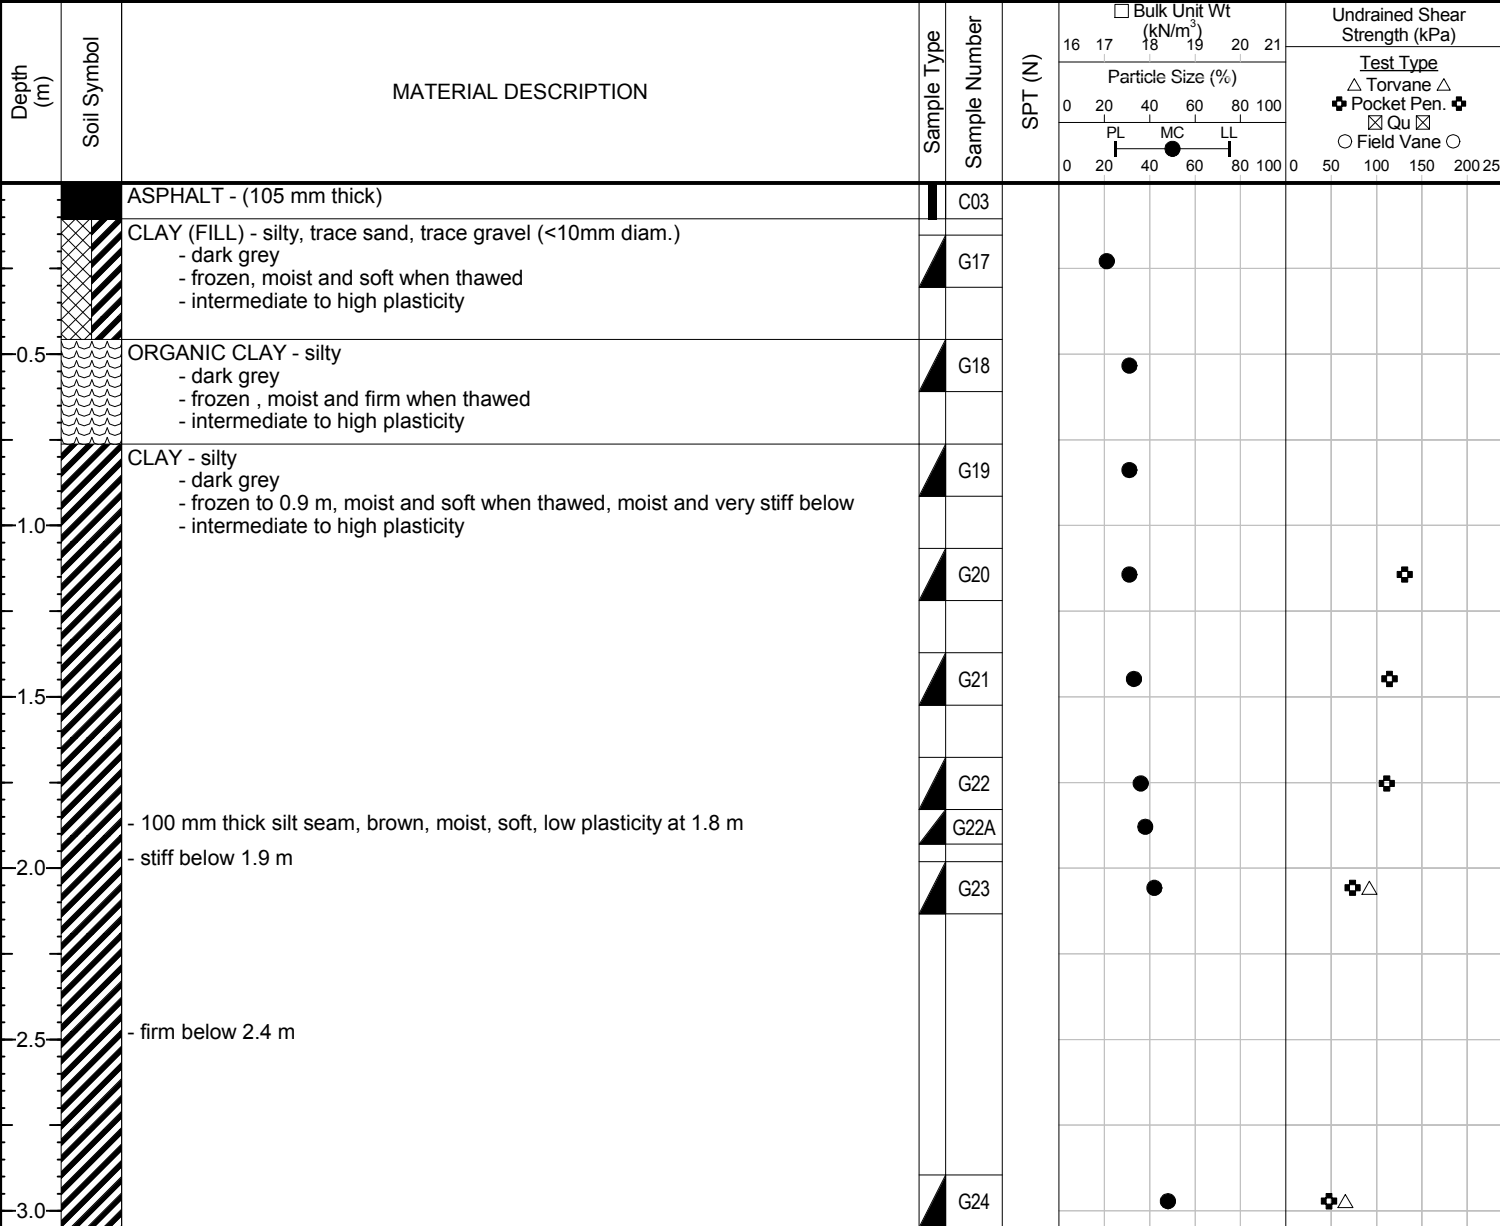 Depth
(m)
Soil Symbol
MATERIAL DESCRIPTION
Sample Type
Sample Number
SPT (N)
Bulk Unit Wt
(kN/m³)
16 17 18 19 20 21
Particle Size (%)
0 20 40 60 80 100
PL MC LL
0 20 40 60 80 100
Undrained Shear
Strength (kPa)
Test Type
△ Torvane △
Pocket Pen.
☒ Qu ☒
○ Field Vane ○
0 50 100 150 200 25
ASPHALT - (105 mm thick)
C03
CLAY (FILL) - silty, trace sand, trace gravel (<10mm diam.)
- dark grey
- frozen, moist and soft when thawed
- intermediate to high plasticity
G17
-0.5
ORGANIC CLAY - silty
- dark grey
- frozen , moist and firm when thawed
- intermediate to high plasticity
G18
CLAY - silty
- dark grey
- frozen to 0.9 m, moist and soft when thawed, moist and very stiff below
- intermediate to high plasticity
G19
-1.0
G20
G21
-1.5
G22
- 100 mm thick silt seam, brown, moist, soft, low plasticity at 1.8 m
G22A
- stiff below 1.9 m
-2.0
G23
- firm below 2.4 m
-2.5
G24
-3.0